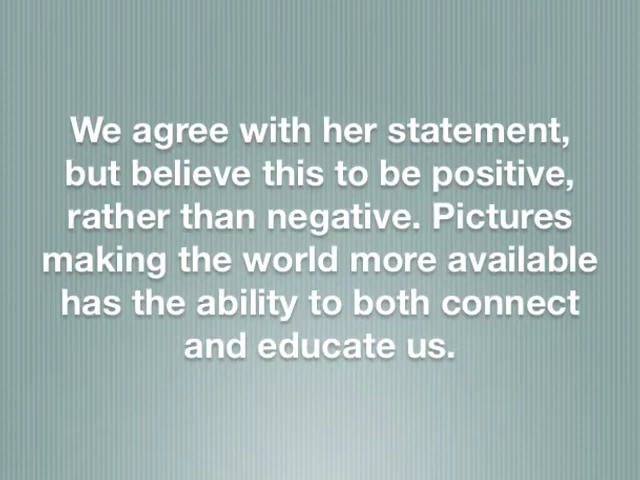 We agree with her statement,
but believe this to be positive,
rather than negative. Pictures
making the world more available
has the ability to both connect
and educate us.